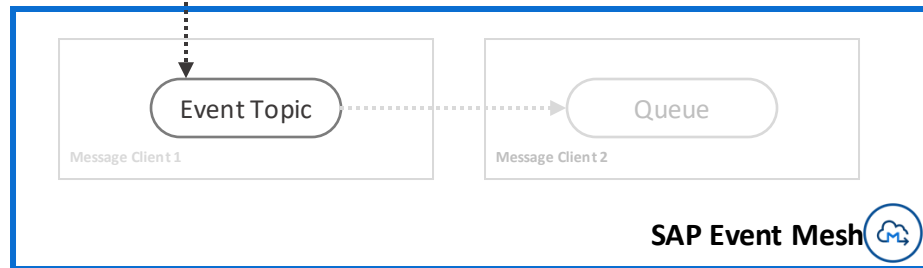 Event Topic
Queue
Message Client 1
Message Client 2
SAP Event Mesh